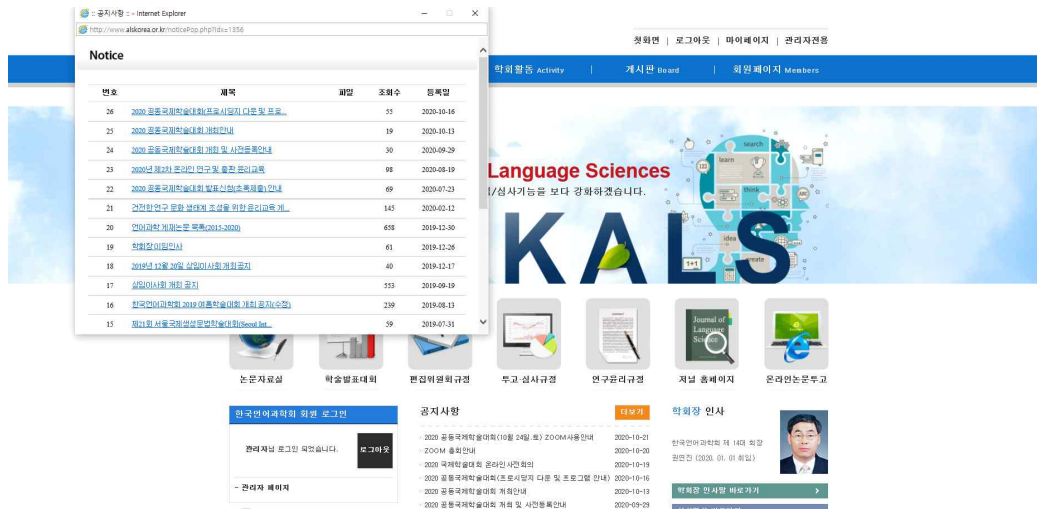 :: 공지사항 :: - Internet Explorer
http://www.alskorea.or.kr/noticePop.php?idx=1356
Notice
번호 제목 파일 조회수 등록일
26 2020 공동국제학술대회(프로시딩지 다운 및 프로... 55 2020-10-16
25 2020 공동국제학술대회 개최안내 19 2020-10-13
24 2020 공동국제학술대회 개최 및 사전등록안내 30 2020-09-29
23 2020년 제2차 온라인 연구 및 출판 윤리교육 98 2020-08-19
22 2020 공동국제학술대회 발표신청(초록제출) 안내 69 2020-07-23
21 건전한 연구 문화 생태계 조성을 위한 윤리교육 게... 145 2020-02-12
20 언어과학 게재논문 목록(2015-2020) 658 2019-12-30
19 학회장 이임인사 61 2019-12-26
18 2019년 12월 20일 상임이사회 개최공지 40 2019-12-17
17 상임이사회 개최 공지 553 2019-09-19
16 한국언어과학회 2019 여름학술대회 개최 공지(수정) 239 2019-08-13
15 제21회 서울국제생성문법학술대회(Seoul Int... 59 2019-07-31
첫화면 | 로그아웃 | 마이페이지 | 관리자전용
학회활동 Activity | 게시판 Board | 회원페이지 Members
Language Sciences
/심사기능을 보다 강화하겠습니다.
KALS
search
learn
think
ABC
idea
create
1+1
Journal of
Language
Science
논문자료실 학술발표대회 편집위원회규정 투고·심사규정 연구윤리규정 저널 홈페이지 온라인논문투고
한국언어과학회 회원 로그인
관리자님 로그인 되었습니다. 로그아웃
- 관리자 페이지
공지사항 더보기
· 2020 공동국제학술대회(10월 24일.토) ZOOM사용안내 2020-10-21
· ZOOM 총회안내 2020-10-20
· 2020 국제학술대회 온라인 사전회의 2020-10-19
· 2020 공동국제학술대회(프로시딩지 다운 및 프로그램 안내) 2020-10-16
· 2020 공동국제학술대회 개최안내 2020-10-13
· 2020 공동국제학술대회 개최 및 사전등록안내 2020-09-29
학회장 인사
한국언어과학회 제 14대 회장
권연진 (2020. 01. 01 취임)
학회장 인사말 바로가기